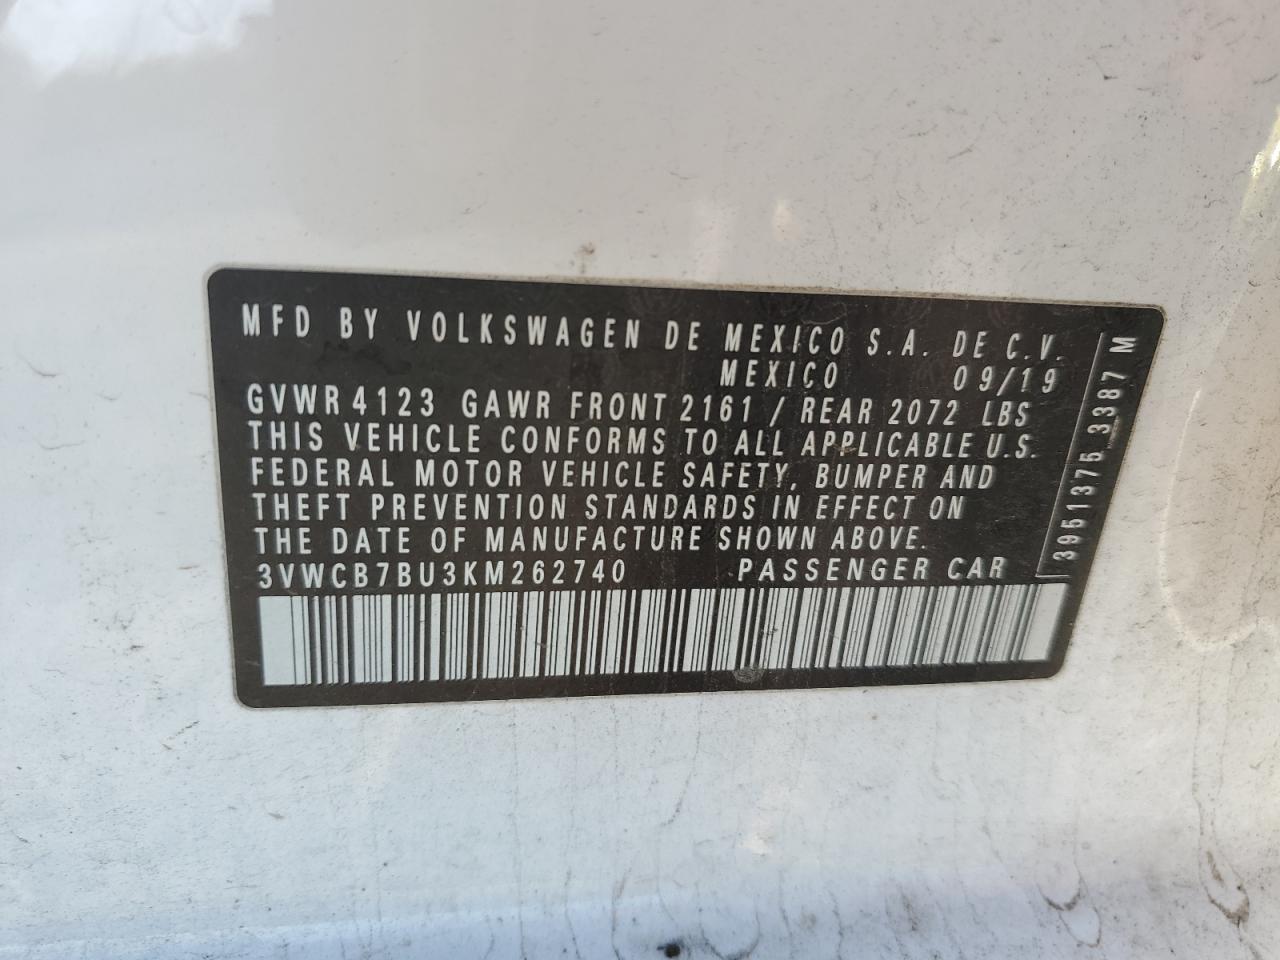 MFD BY VOLKSWAGEN DE MEXICO S.A. DE C.V.
MEXICO 09/19
GVWR 4123 GAWR FRONT 2161 / REAR 2072 LBS
THIS VEHICLE CONFORMS TO ALL APPLICABLE U.S.
FEDERAL MOTOR VEHICLE SAFETY, BUMPER AND
THEFT PREVENTION STANDARDS IN EFFECT ON
THE DATE OF MANUFACTURE SHOWN ABOVE.
3VWCB7BU3KM262740 PASSENGER CAR
3951375 3387 M